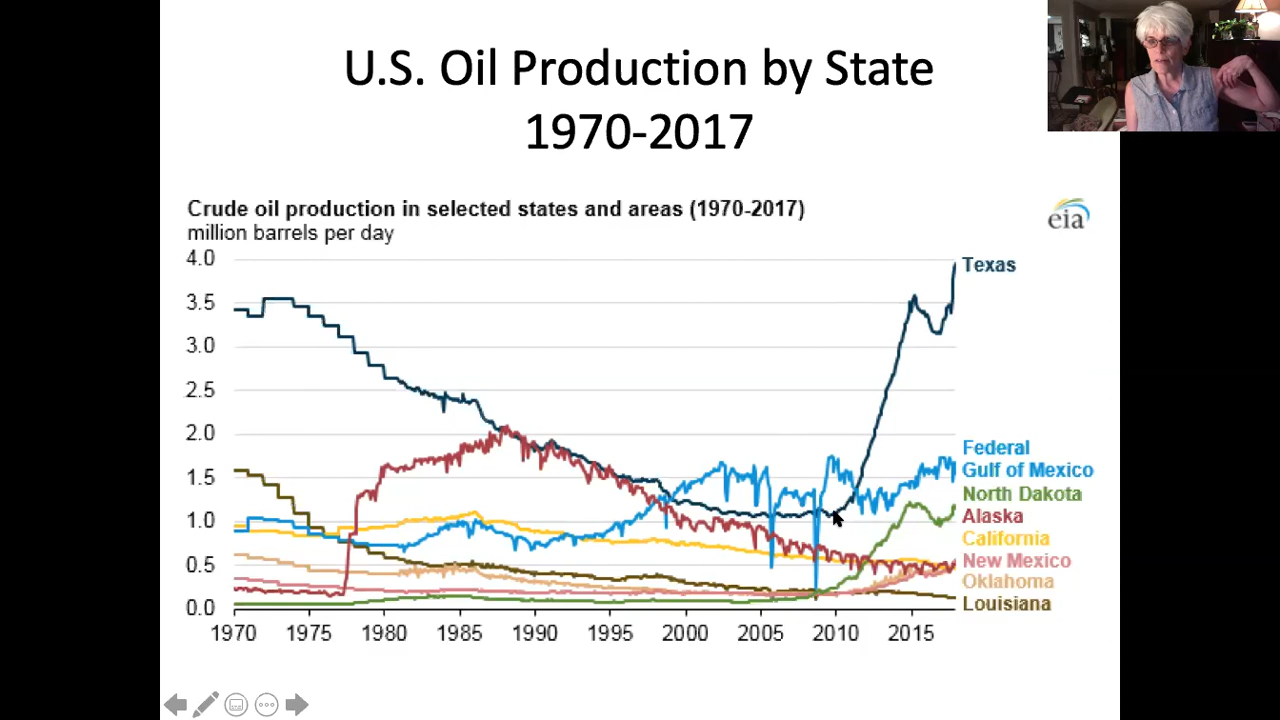 U.S. Oil Production by State
1970-2017
Crude oil production in selected states and areas (1970-2017)
million barrels per day
eia
4.0
3.5
3.0
2.5
2.0
1.5
1.0
0.5
0.0
Texas
Federal
Gulf of Mexico
North Dakota
Alaska
California
New Mexico
Oklahoma
Louisiana
1970 1975 1980 1985 1990 1995 2000 2005 2010 2015